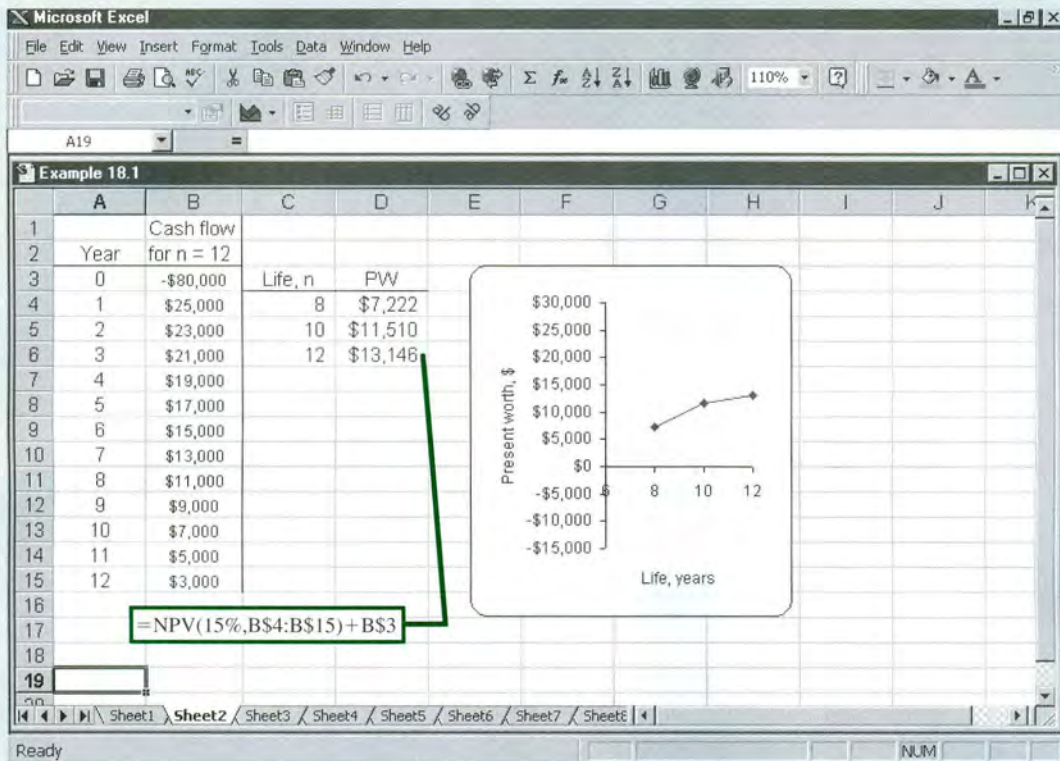 Microsoft Excel
File Edit View Insert Format Tools Data Window Help
110%
A19 =
Example 18.1
A B C D E F G H I J K
1 Cash flow
2 Year for n = 12
3 0 -$80,000 Life, n PW
4 1 $25,000 8 $7,222
5 2 $23,000 10 $11,510
6 3 $21,000 12 $13,146
7 4 $19,000
8 5 $17,000
9 6 $15,000
10 7 $13,000
11 8 $11,000
12 9 $9,000
13 10 $7,000
14 11 $5,000
15 12 $3,000
16
17
18
19
20
=NPV(15%,B$4:B$15)+B$3
Present worth, $
$30,000
$25,000
$20,000
$15,000
$10,000
$5,000
$0
-$5,000
-$10,000
-$15,000
6 8 10 12
Life, years
Sheet1 Sheet2 Sheet3 Sheet4 Sheet5 Sheet6 Sheet7 Sheet8
Ready NUM